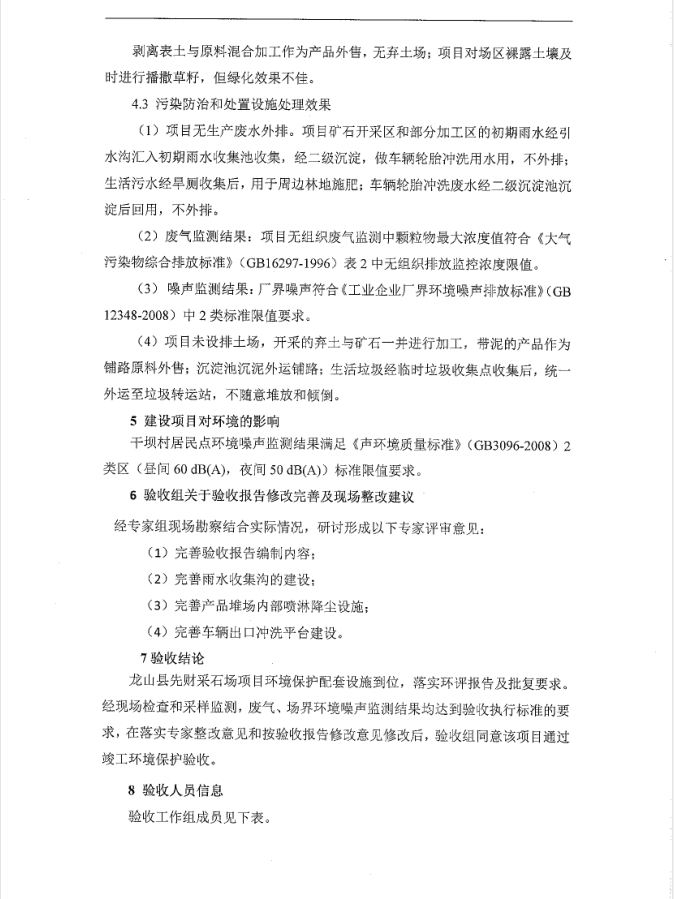 剥离表土与原料混合加工作为产品外售，无弃土场；项目对场区裸露土壤及
时进行播撒草籽，但绿化效果不佳。
4.3 污染防治和处置设施处理效果
（1）项目无生产废水外排。项目矿石开采区和部分加工区的初期雨水经引
水沟汇入初期雨水收集池收集，经二级沉淀，做车辆轮胎冲洗用水用，不外排；
生活污水经旱厕收集后，用于周边林地施肥；车辆轮胎冲洗废水经二级沉淀池沉
淀后回用，不外排。
（2）废气监测结果：项目无组织废气监测中颗粒物最大浓度值符合《大气
污染物综合排放标准》（GB16297-1996）表 2 中无组织排放监控浓度限值。
（3） 噪声监测结果：厂界噪声符合《工业企业厂界环境噪声排放标准》（GB
12348-2008）中 2 类标准限值要求。
（4）项目未设排土场，开采的弃土与矿石一并进行加工，带泥的产品作为
铺路原料外售；沉淀池沉泥外运铺路；生活垃圾经临时垃圾收集点收集后，统一
外运至垃圾转运站，不随意堆放和倾倒。
5 建设项目对环境的影响
干坝村居民点环境噪声监测结果满足《声环境质量标准》（GB3096-2008）2
类区（昼间 60 dB(A)，夜间 50 dB(A)）标准限值要求。
6 验收组关于验收报告修改完善及现场整改建议
经专家组现场勘察结合实际情况，研讨形成以下专家评审意见：
（1）完善验收报告编制内容；
（2）完善雨水收集沟的建设；
（3）完善产品堆场内部喷淋降尘设施；
（4）完善车辆出口冲洗平台建设。
7 验收结论
龙山县先财采石场项目环境保护配套设施到位，落实环评报告及批复要求。
经现场检查和采样监测，废气、场界环境噪声监测结果均达到验收执行标准的要
求，在落实专家整改意见和按验收报告修改意见修改后，验收组同意该项目通过
竣工环境保护验收。
8 验收人员信息
验收工作组成员见下表。